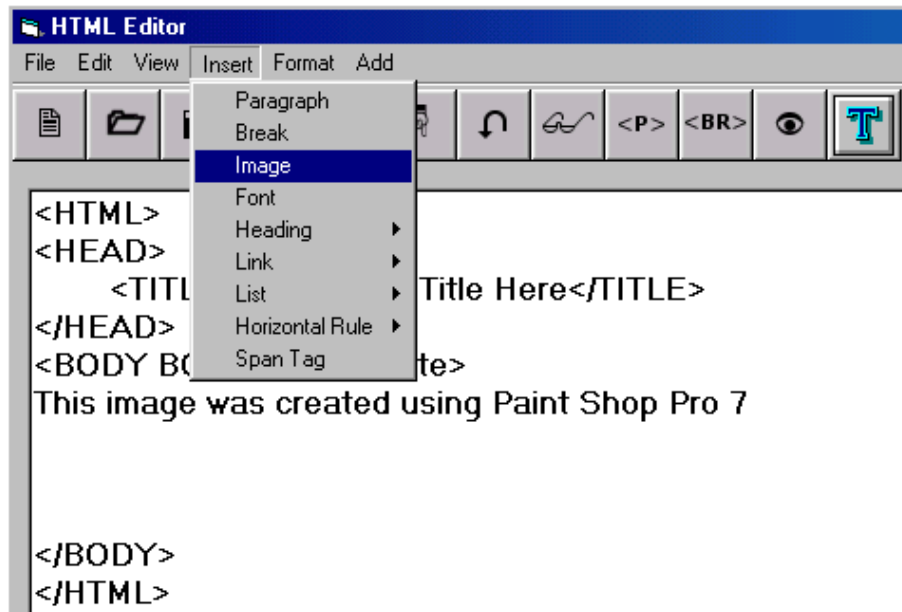 HTML Editor
File Edit View Insert Format Add
<P> <BR> T
Paragraph
Break
Image
Font
Heading
Link
List
Horizontal Rule
Span Tag
<HTML>
<HEAD>
<TITL Title Here</TITLE>
</HEAD>
<BODY te>
This image was created using Paint Shop Pro 7
</BODY>
</HTML>